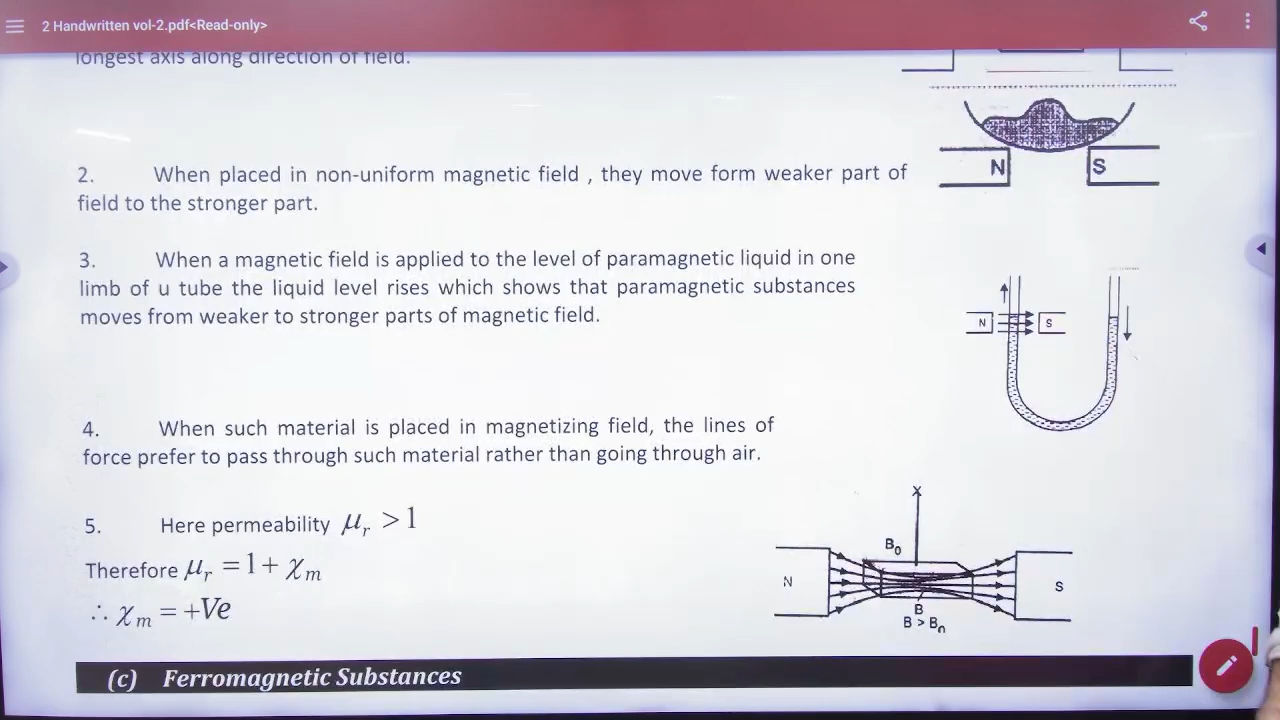 2 Handwritten vol-2.pdf<Read-only>
longest axis along direction of field.
2. When placed in non-uniform magnetic field , they move form weaker part of
field to the stronger part.
N S
3. When a magnetic field is applied to the level of paramagnetic liquid in one
limb of u tube the liquid level rises which shows that paramagnetic substances
moves from weaker to stronger parts of magnetic field.
N S
4. When such material is placed in magnetizing field, the lines of
force prefer to pass through such material rather than going through air.
5. Here permeability μr > 1
Therefore μr = 1 + χm
∴ χm = +Ve
X
B0
N S
B
B > B0
(c) Ferromagnetic Substances